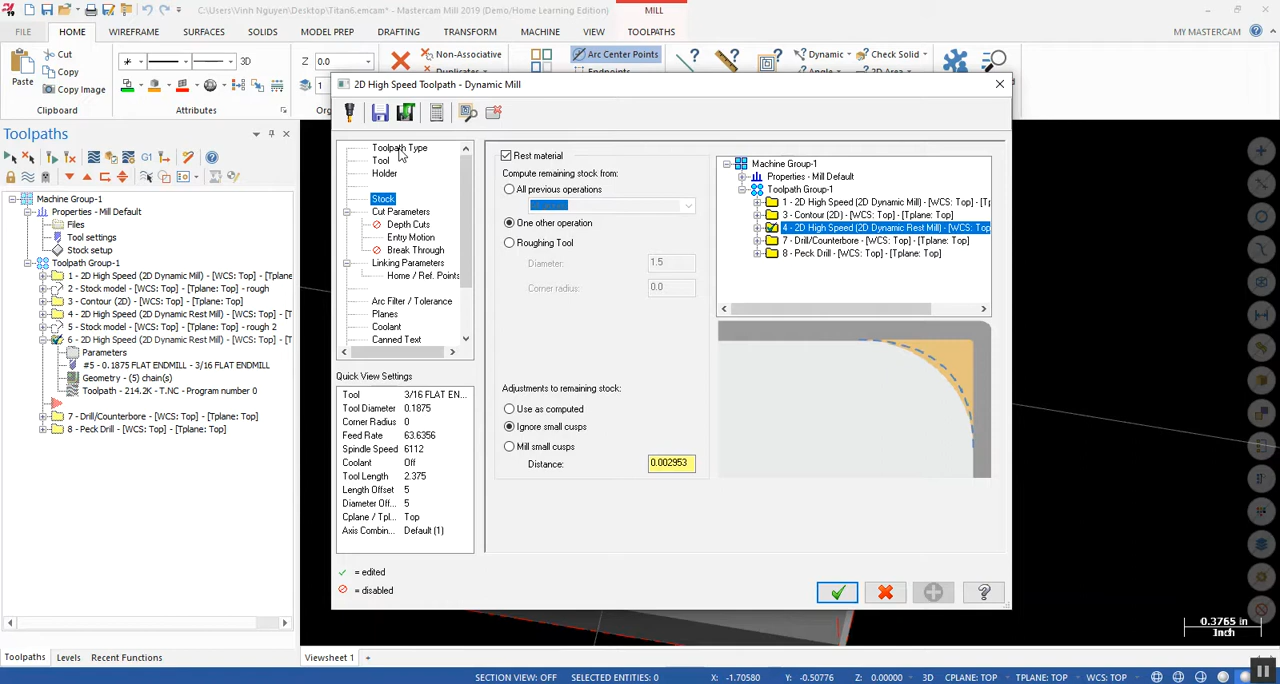 C:\Users\Vinh Nguyen\Desktop\Titan6.emcam* - Mastercam Mill 2019 (Demo/Home Learning Edition)
MILL
FILE HOME WIREFRAME SURFACES SOLIDS MODEL PREP DRAFTING TRANSFORM MACHINE VIEW TOOLPATHS MY MASTERCAM
Paste
Cut
Copy
Copy Image
Clipboard
3D
Z 0.0
1
Attributes
Non-Associative
Arc Center Points
Dynamic
Check Solid
Toolpaths
G1
Machine Group-1
Properties - Mill Default
Files
Tool settings
Stock setup
Toolpath Group-1
1 - 2D High Speed (2D Dynamic Mill) - [WCS: Top] - [Tplane:
2 - Stock model - [WCS: Top] - [Tplane: Top] - rough
3 - Contour (2D) - [WCS: Top] - [Tplane: Top]
4 - 2D High Speed (2D Dynamic Rest Mill) - [WCS: Top] - [T
5 - Stock model - [WCS: Top] - [Tplane: Top] - rough 2
6 - 2D High Speed (2D Dynamic Rest Mill) - [WCS: Top] - [T
Parameters
#5 - 0.1875 FLAT ENDMILL - 3/16 FLAT ENDMILL
Geometry - (5) chain(s)
Toolpath - 214.2K - T.NC - Program number 0
7 - Drill/Counterbore - [WCS: Top] - [Tplane: Top]
8 - Peck Drill - [WCS: Top] - [Tplane: Top]
Toolpaths Levels Recent Functions
2D High Speed Toolpath - Dynamic Mill
Toolpath Type
Tool
Holder
Stock
Cut Parameters
Depth Cuts
Entry Motion
Break Through
Linking Parameters
Home / Ref. Points
Arc Filter / Tolerance
Planes
Coolant
Canned Text
Quick View Settings
Tool 3/16 FLAT EN...
Tool Diameter 0.1875
Corner Radius 0
Feed Rate 63.6356
Spindle Speed 6112
Coolant Off
Tool Length 2.375
Length Offset 5
Diameter Off... 5
Cplane / Tpl... Top
Axis Combin... Default (1)
= edited
= disabled
Rest material
Compute remaining stock from:
All previous operations
One other operation
Roughing Tool
Diameter: 1.5
Corner radius: 0.0
Adjustments to remaining stock:
Use as computed
Ignore small cusps
Mill small cusps
Distance: 0.002953
Machine Group-1
Properties - Mill Default
Toolpath Group-1
1 - 2D High Speed (2D Dynamic Mill) - [WCS: Top] - [T
3 - Contour (2D) - [WCS: Top] - [Tplane: Top]
4 - 2D High Speed (2D Dynamic Rest Mill) - [WCS: Top
7 - Drill/Counterbore - [WCS: Top] - [Tplane: Top]
8 - Peck Drill - [WCS: Top] - [Tplane: Top]
0.3765 in
Inch
Viewsheet 1
SECTION VIEW: OFF SELECTED ENTITIES: 0 X: -1.70580 Y: -0.50776 Z: 0.00000 3D CPLANE: TOP TPLANE: TOP WCS: TOP